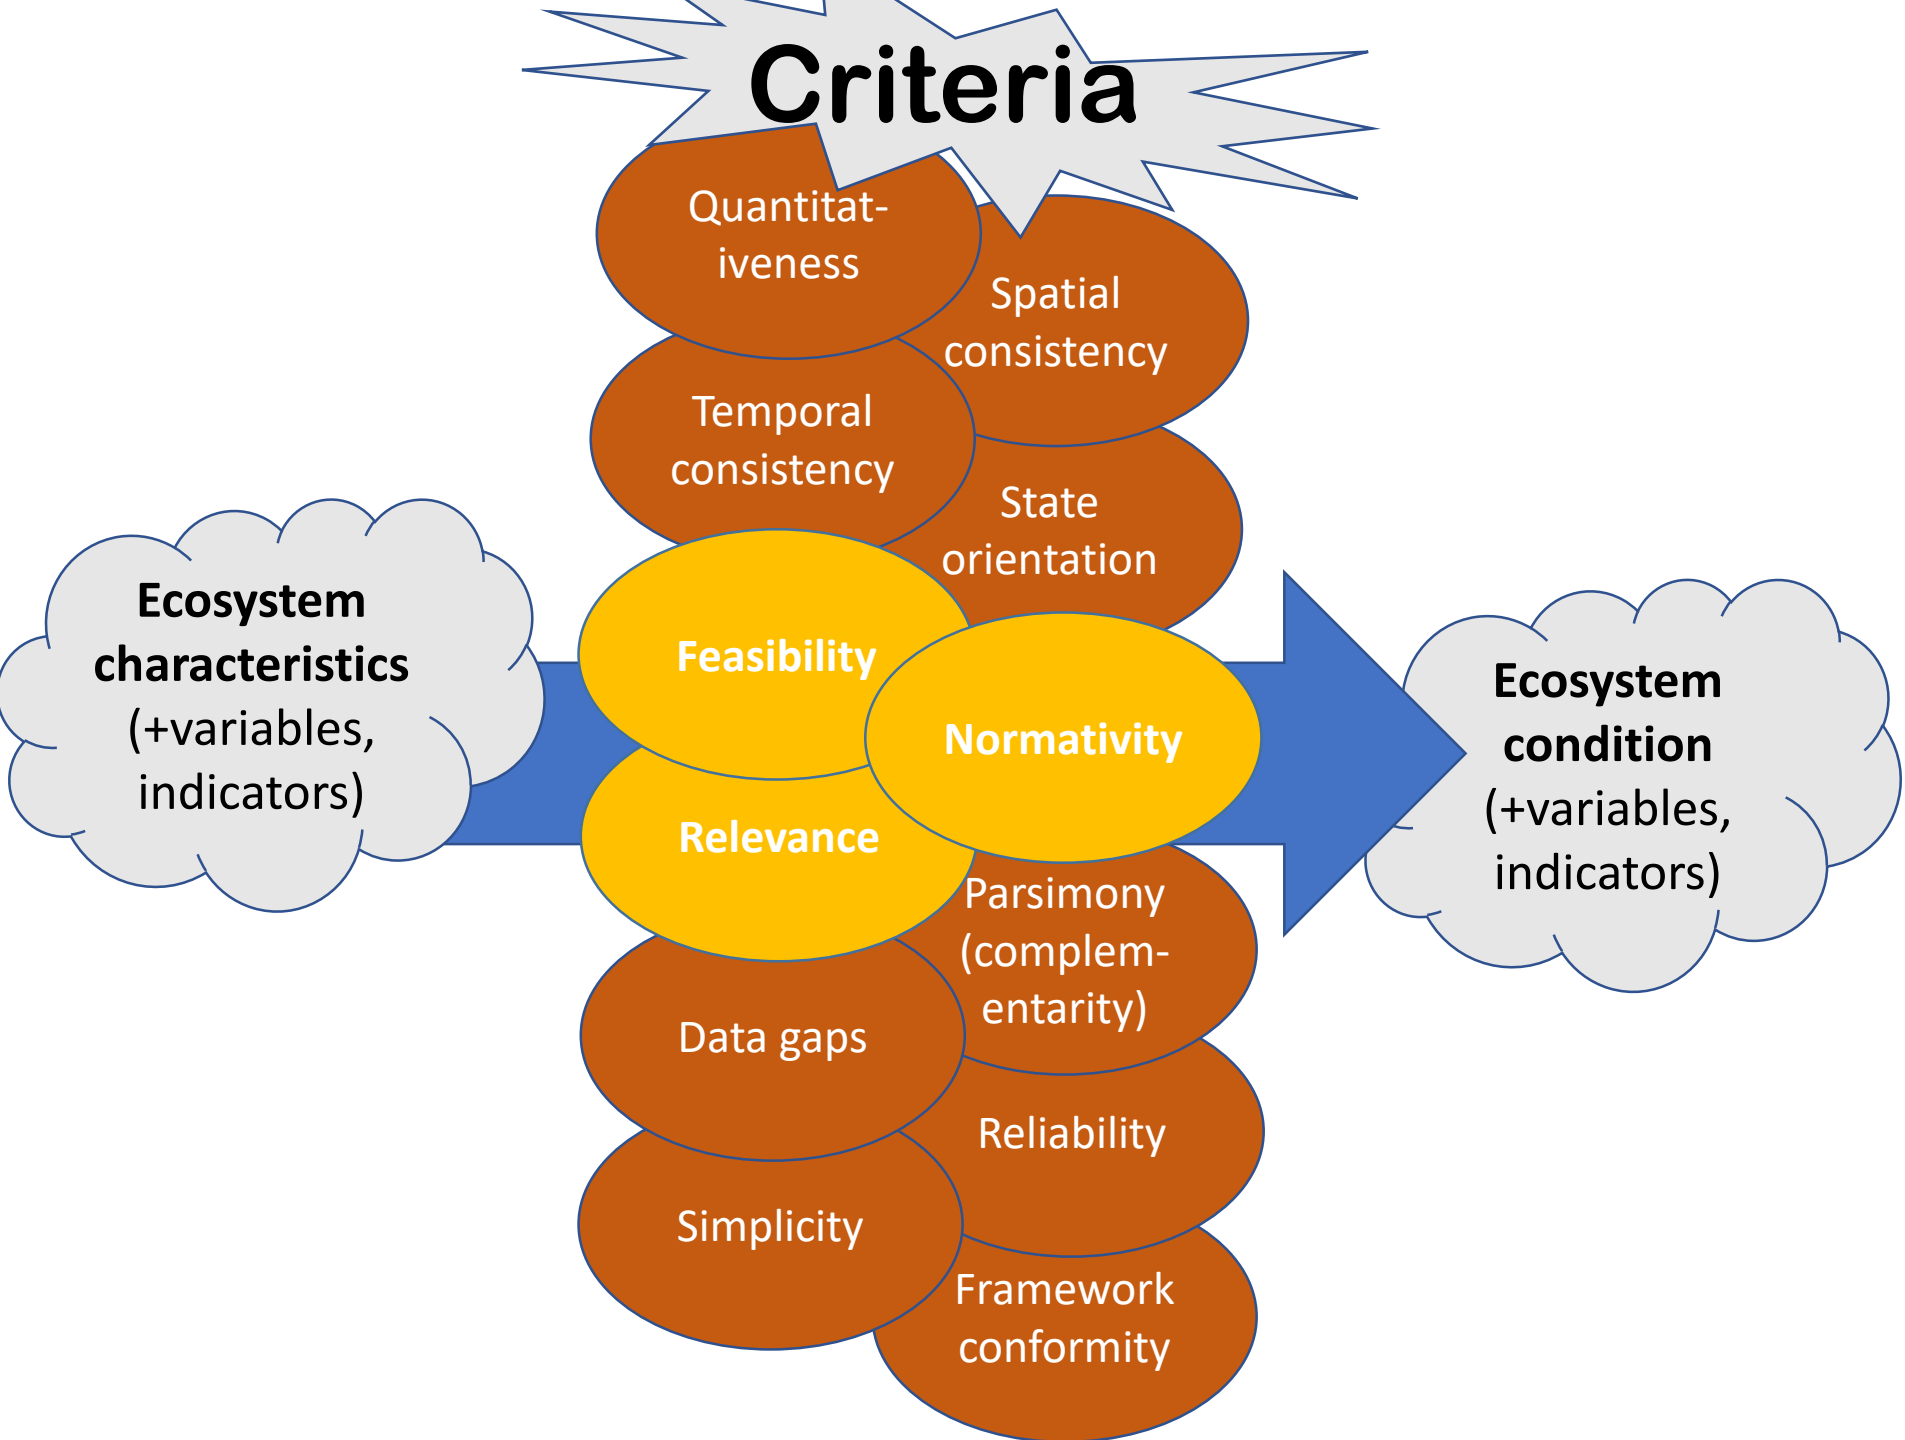 Criteria
Quantitat-
iveness
Spatial
consistency
Temporal
consistency
State
orientation
Ecosystem
characteristics
(+variables,
indicators)
Feasibility
Normativity
Relevance
Ecosystem
condition
(+variables,
indicators)
Parsimony
(complem-
entarity)
Data gaps
Reliability
Simplicity
Framework
conformity